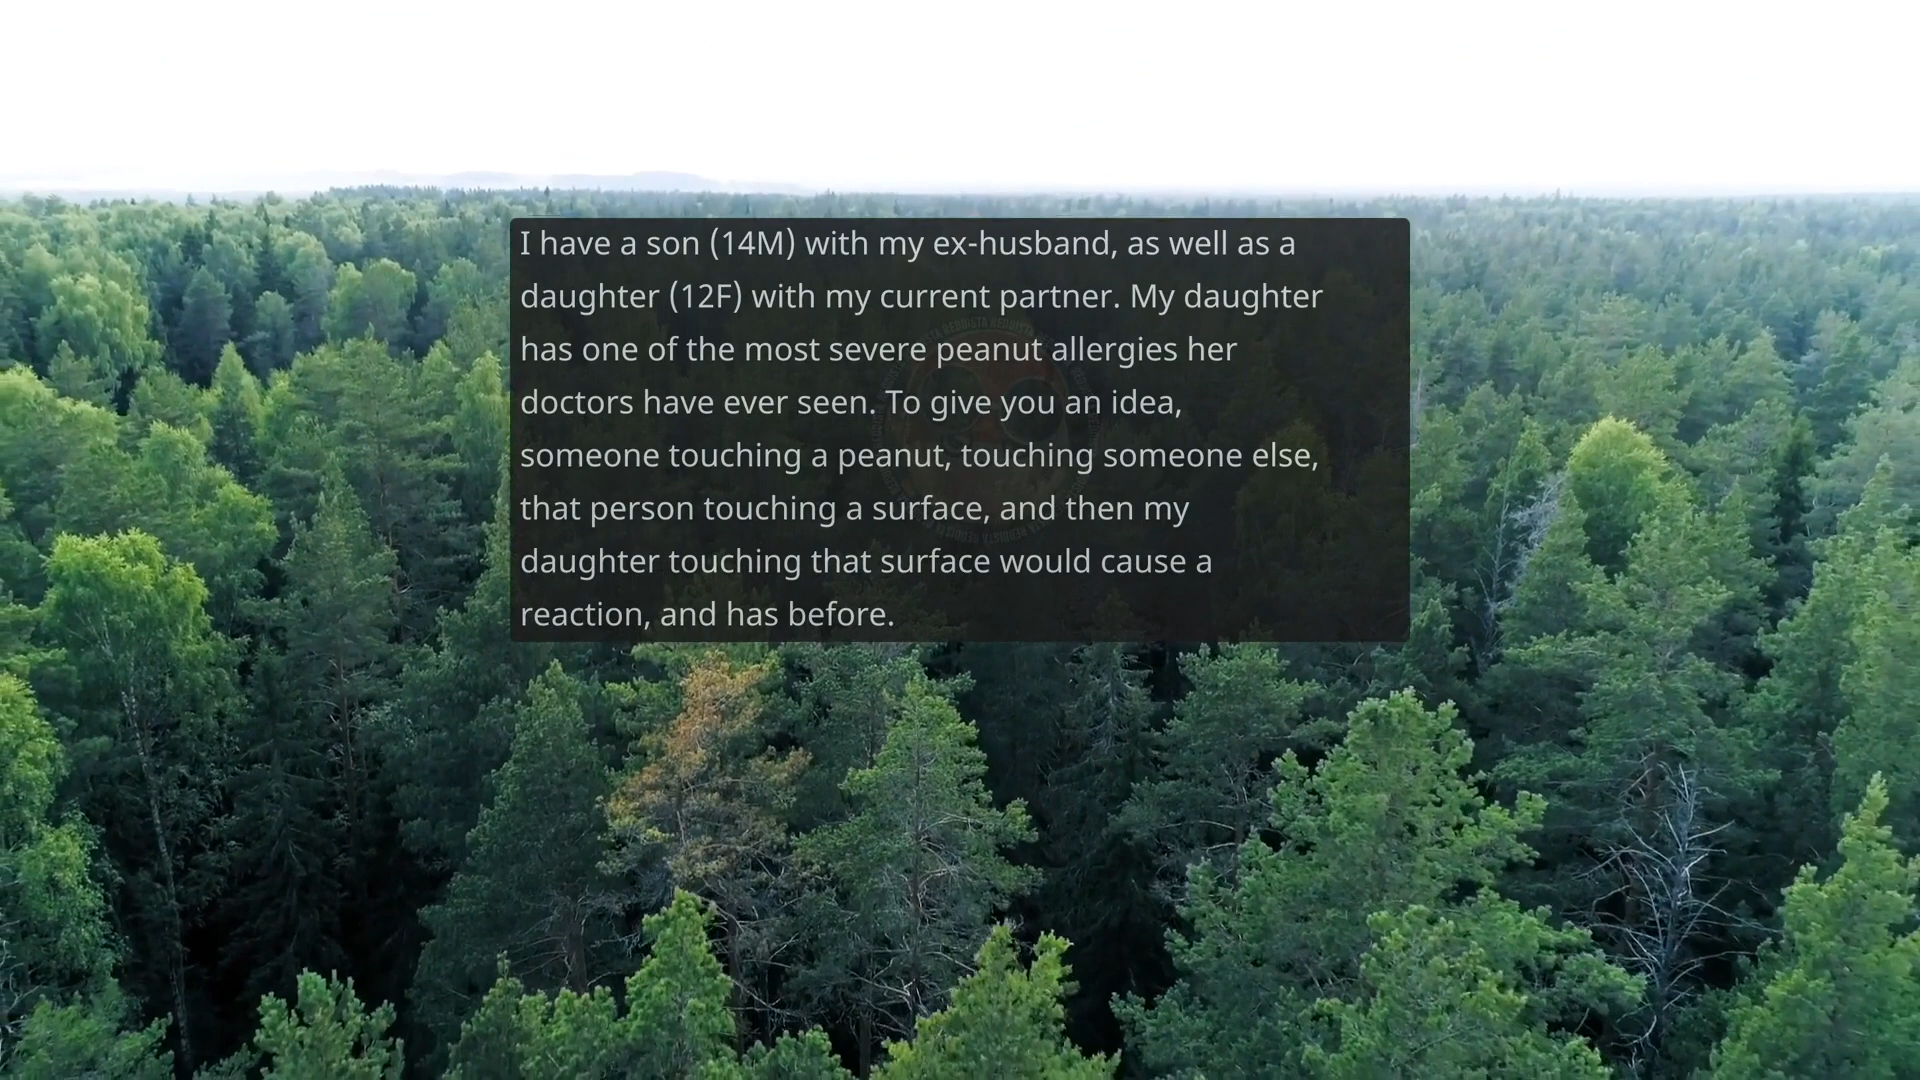 I have a son (14M) with my ex-husband, as well as a
daughter (12F) with my current partner. My daughter
has one of the most severe peanut allergies her
doctors have ever seen. To give you an idea,
someone touching a peanut, touching someone else,
that person touching a surface, and then my
daughter touching that surface would cause a
reaction, and has before.